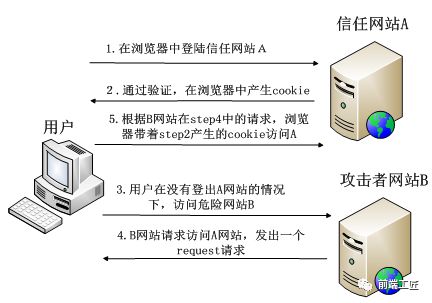 信任网站A
1.在浏览器中登陆信任网站A
2.通过验证，在浏览器中产生cookie
用户
5.根据B网站在step4中的请求，浏览
器带着step2产生的cookie访问A
攻击者网站B
3.用户在没有登出A网站的情况
下，访问危险网站B
4.B网站请求访问A网站，发出一个
request请求
前端工匠